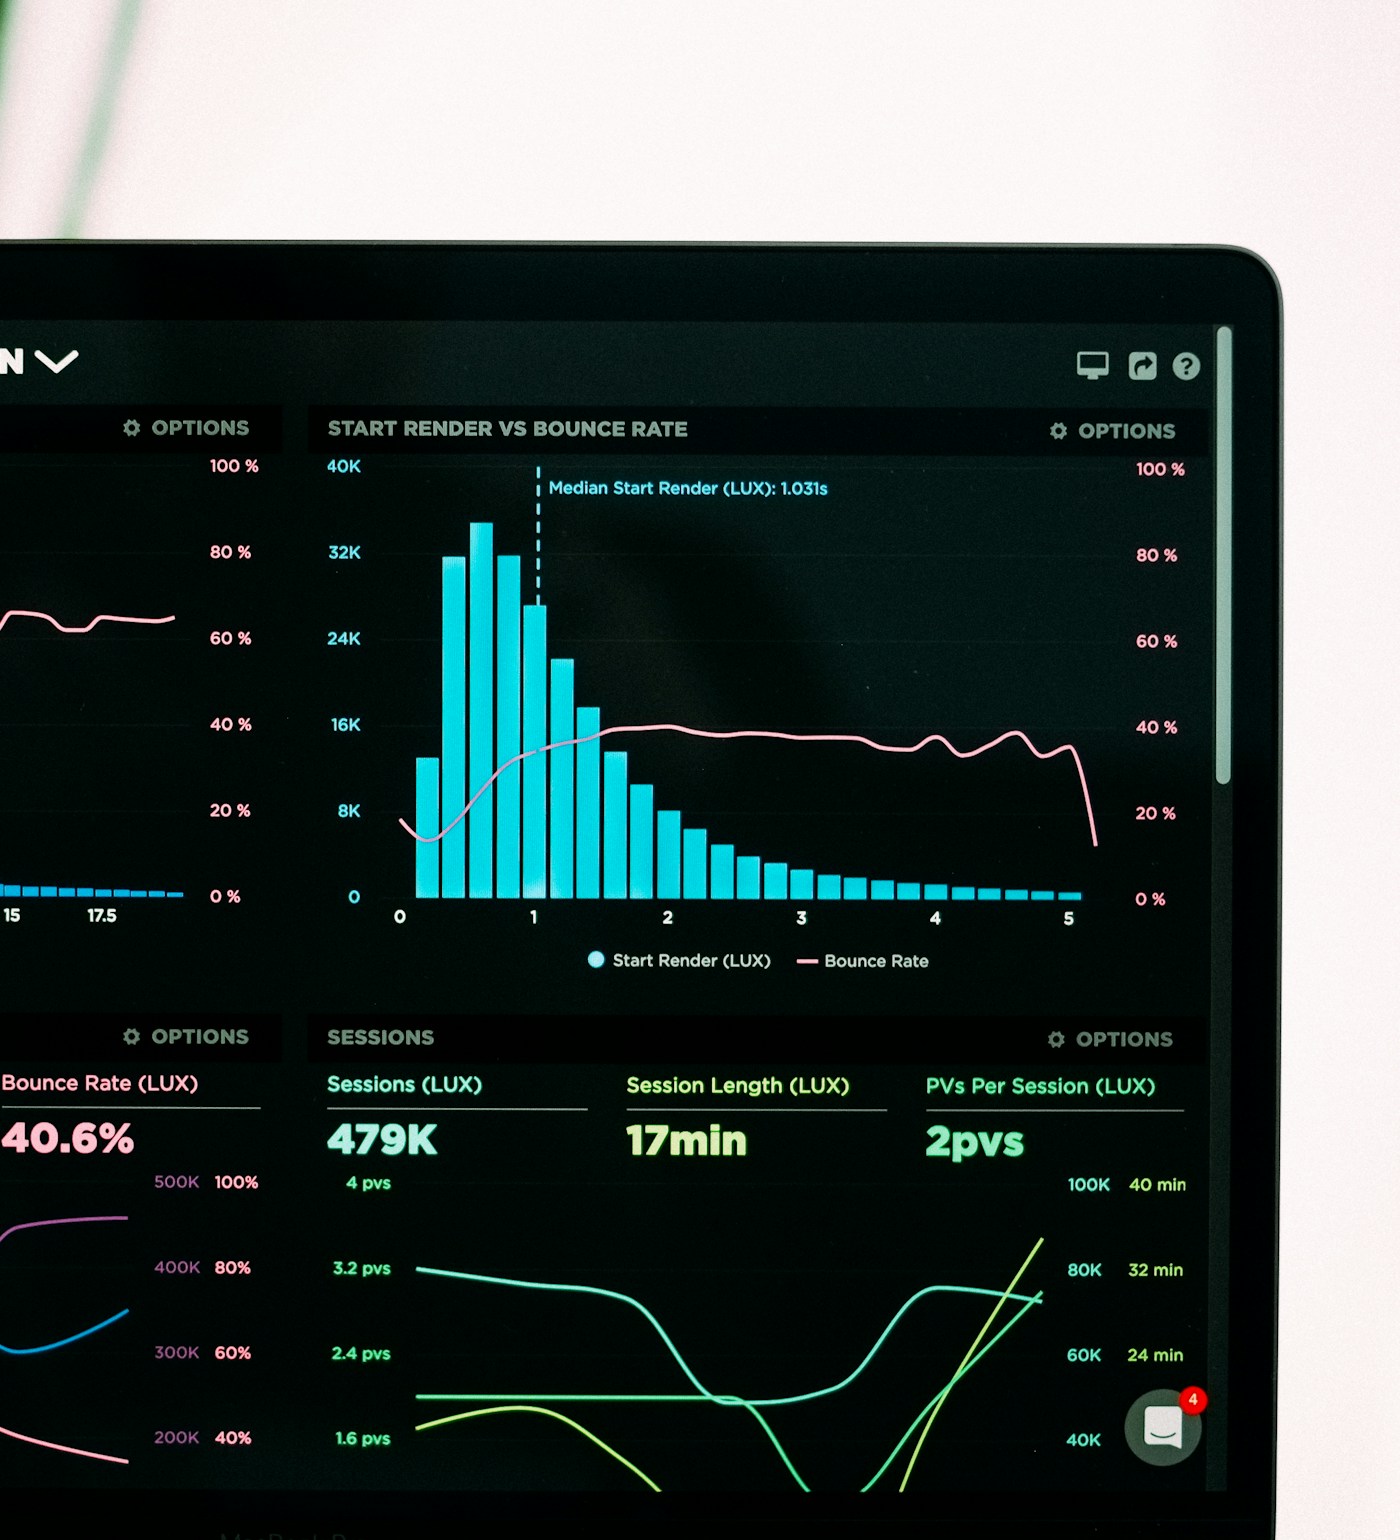 N
OPTIONS
100 %
80 %
60 %
40 %
20 %
0 %
15 17.5
START RENDER VS BOUNCE RATE
OPTIONS
40K
32K
24K
16K
8K
0
Median Start Render (LUX): 1.031s
100 %
80 %
60 %
40 %
20 %
0 %
0 1 2 3 4 5
Start Render (LUX) Bounce Rate
OPTIONS
Bounce Rate (LUX)
40.6%
500K 100%
400K 80%
300K 60%
200K 40%
SESSIONS
OPTIONS
Sessions (LUX) Session Length (LUX) PVs Per Session (LUX)
479K 17min 2pvs
4 pvs
3.2 pvs
2.4 pvs
1.6 pvs
100K 40 min
80K 32 min
60K 24 min
40K
4